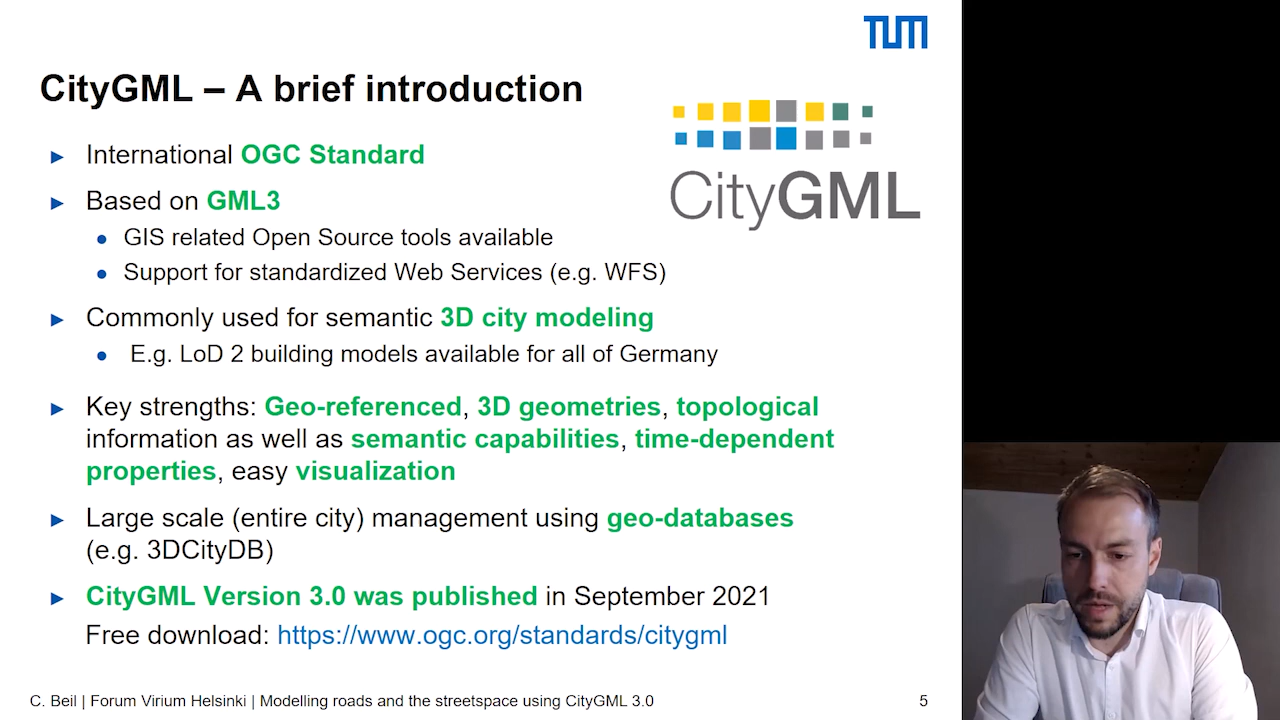 TUM
CityGML – A brief introduction
CityGML
► International OGC Standard
► Based on GML3
● GIS related Open Source tools available
● Support for standardized Web Services (e.g. WFS)
► Commonly used for semantic 3D city modeling
● E.g. LoD 2 building models available for all of Germany
► Key strengths: Geo-referenced, 3D geometries, topological
information as well as semantic capabilities, time-dependent
properties, easy visualization
► Large scale (entire city) management using geo-databases
(e.g. 3DCityDB)
► CityGML Version 3.0 was published in September 2021
Free download: https://www.ogc.org/standards/citygml
C. Beil | Forum Virium Helsinki | Modelling roads and the streetspace using CityGML 3.0
5